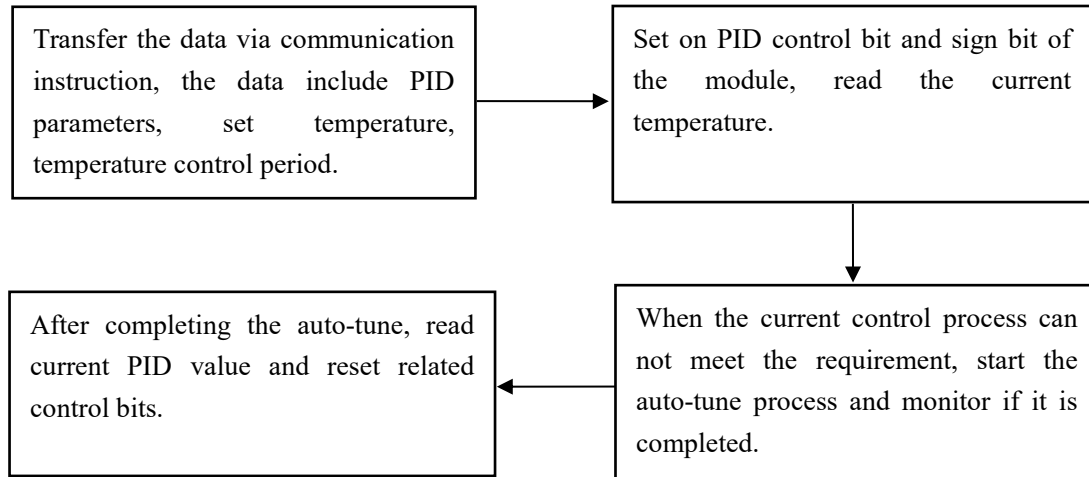 Transfer the data via communication
instruction, the data include PID
parameters, set temperature,
temperature control period.
Set on PID control bit and sign bit of
the module, read the current
temperature.
When the current control process can
not meet the requirement, start the
auto-tune process and monitor if it is
completed.
After completing the auto-tune, read
current PID value and reset related
control bits.